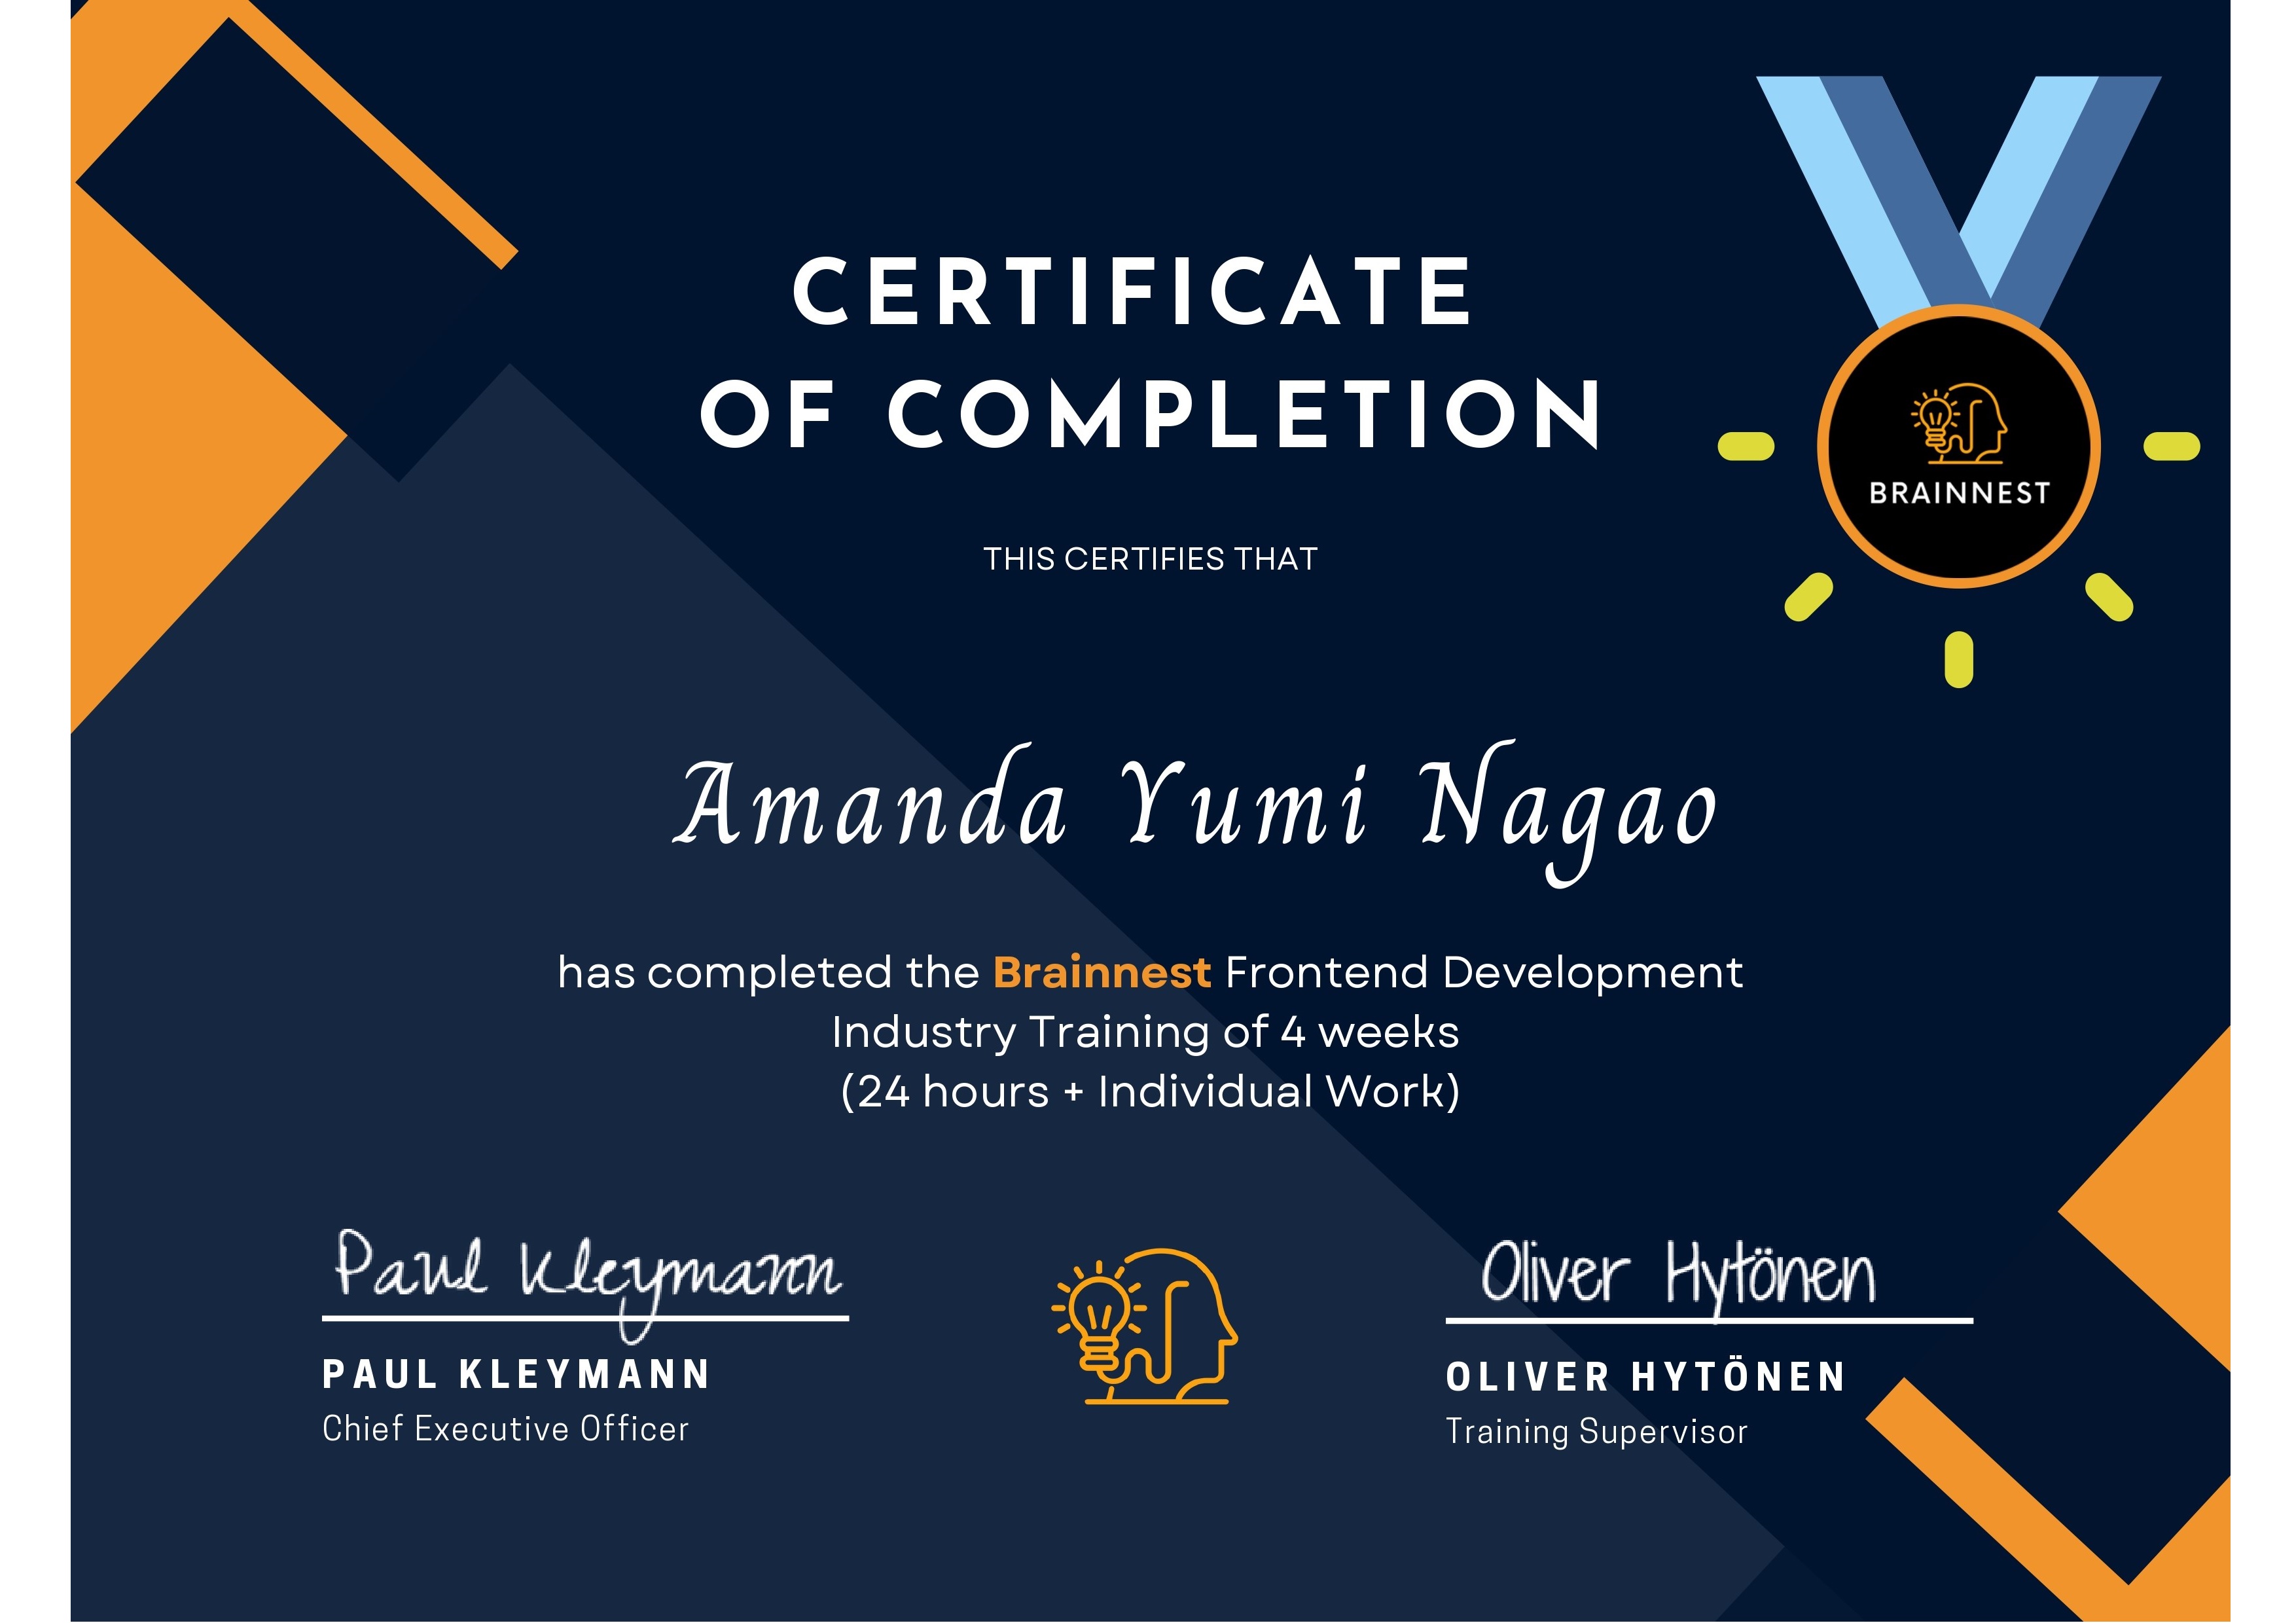 CERTIFICATE
OF COMPLETION
BRAINNEST
THIS CERTIFIES THAT
Amanda Yumi Nagao
has completed the Brainnest Frontend Development
Industry Training of 4 weeks
(24 hours + Individual Work)
Paul Kleymann
PAUL KLEYMANN
Chief Executive Officer
Oliver Hytönen
OLIVER HYTÖNEN
Training Supervisor